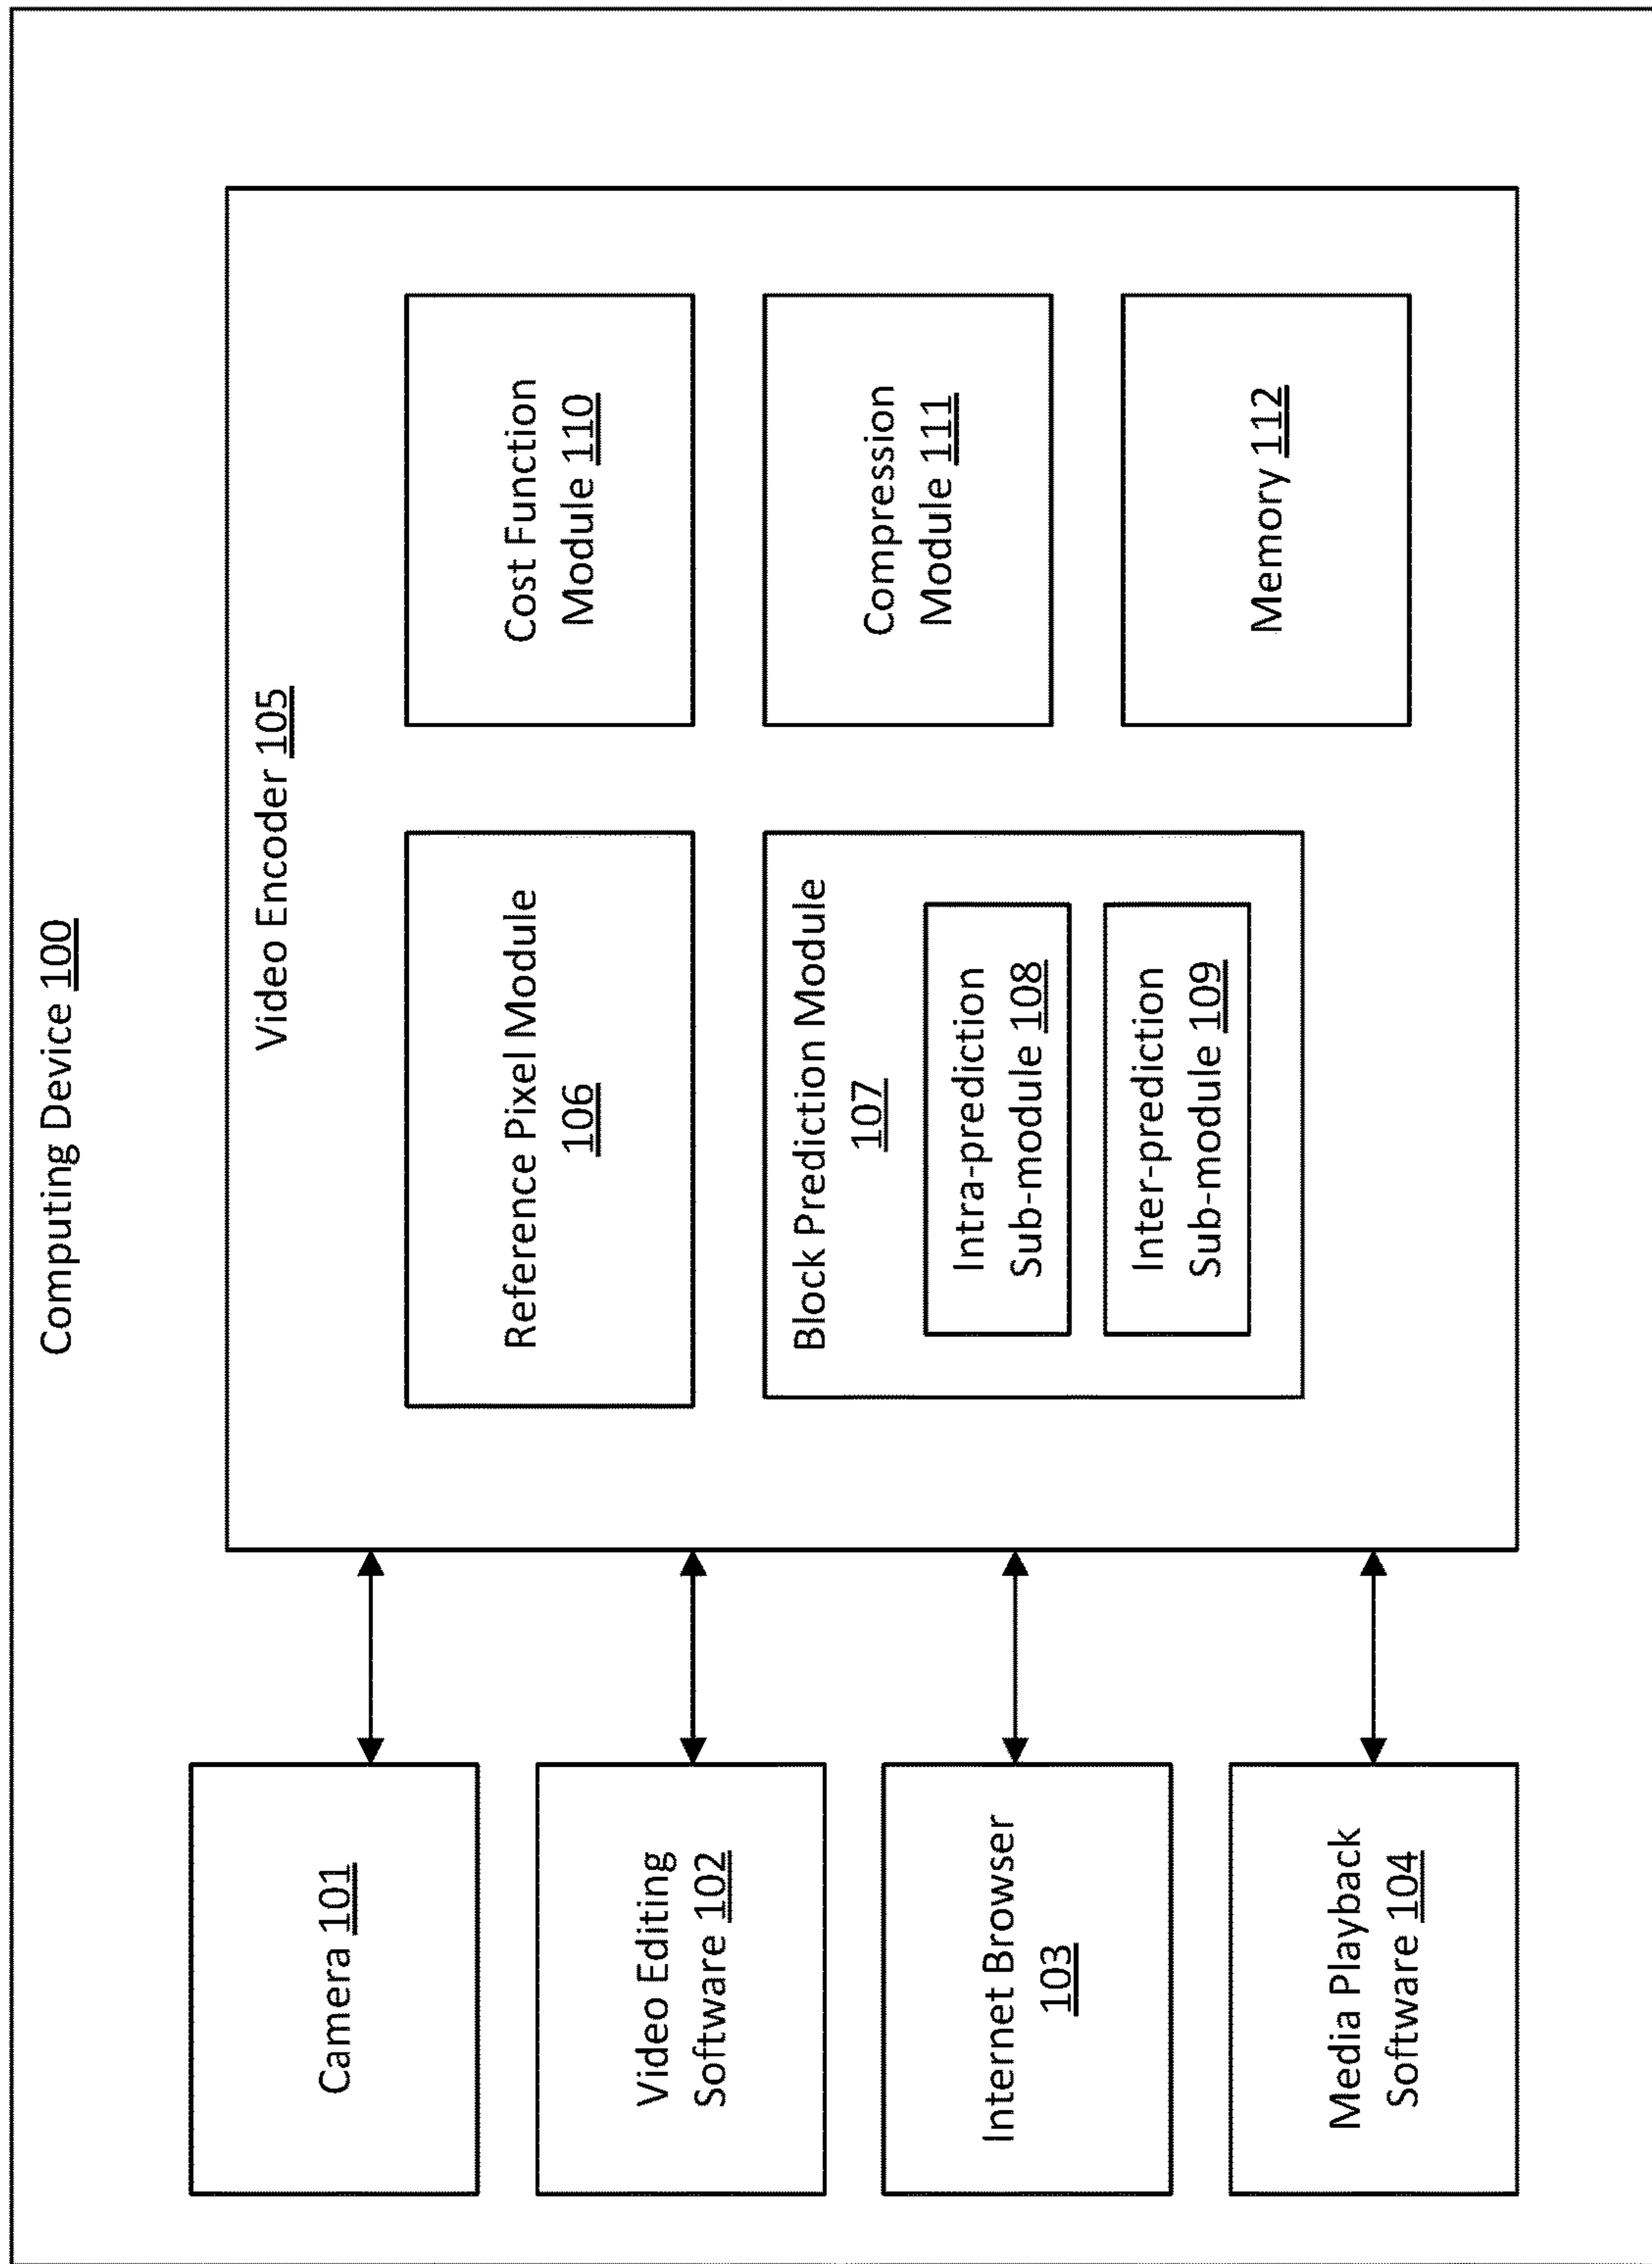 Computing Device 100
Camera 101
Video Editing
Software 102
Internet Browser
103
Media Playback
Software 104
Video Encoder 105
Reference Pixel Module
106
Block Prediction Module
107
Intra-prediction
Sub-module 108
Inter-prediction
Sub-module 109
Cost Function
Module 110
Compression
Module 111
Memory 112